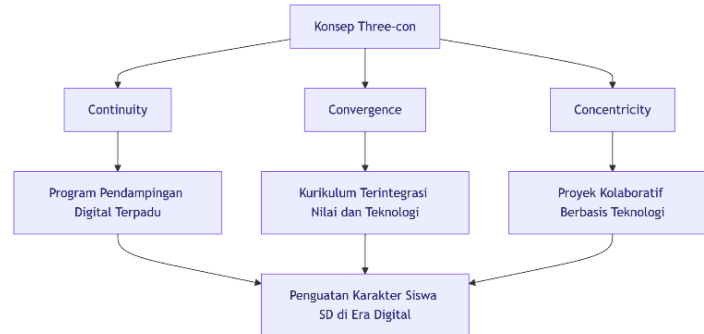 Konsep Three-con
Continuity
Convergence
Concentricity
Program Pendampingan
Digital Terpadu
Kurikulum Terintegrasi
Nilai dan Teknologi
Proyek Kolaboratif
Berbasis Teknologi
Penguatan Karakter Siswa
SD di Era Digital